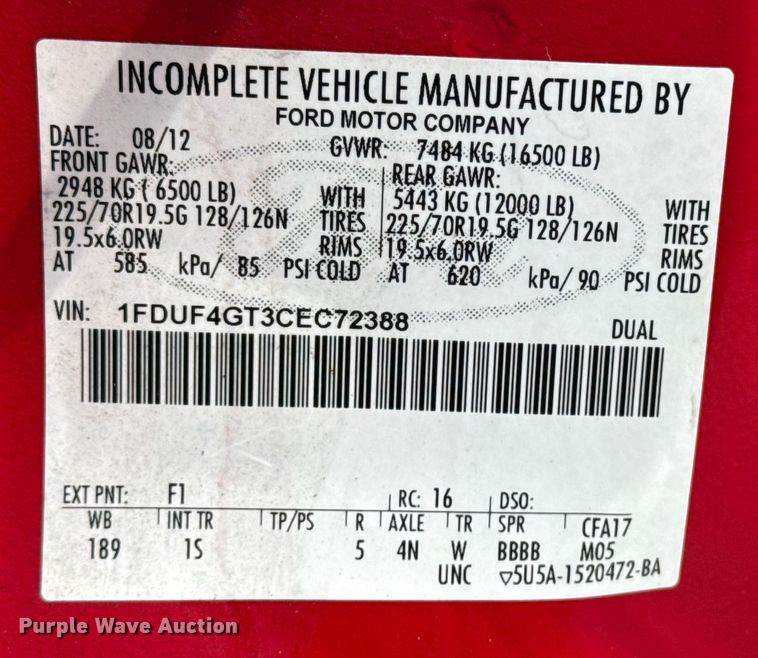 INCOMPLETE VEHICLE MANUFACTURED BY
FORD MOTOR COMPANY
DATE: 08/12 GVWR: 7484 KG (16500 LB)
FRONT GAWR: REAR GAWR:
2948 KG ( 6500 LB) WITH 5443 KG (12000 LB) WITH
225/70R19.5G 128/126N TIRES 225/70R19.5G 128/126N TIRES
19.5x6.0RW RIMS 19.5x6.0RW RIMS
AT 585 kPa/ 85 PSI COLD AT 620 kPa/ 90 PSI COLD
VIN: 1FDUF4GT3CEC72388 DUAL
EXT PNT: F1 RC: 16 DSO:
WB INT TR TP/PS R AXLE TR SPR CFA17
189 1S 5 4N W BBBB M05
UNC ▽5U5A-1520472-BA
Purple Wave Auction